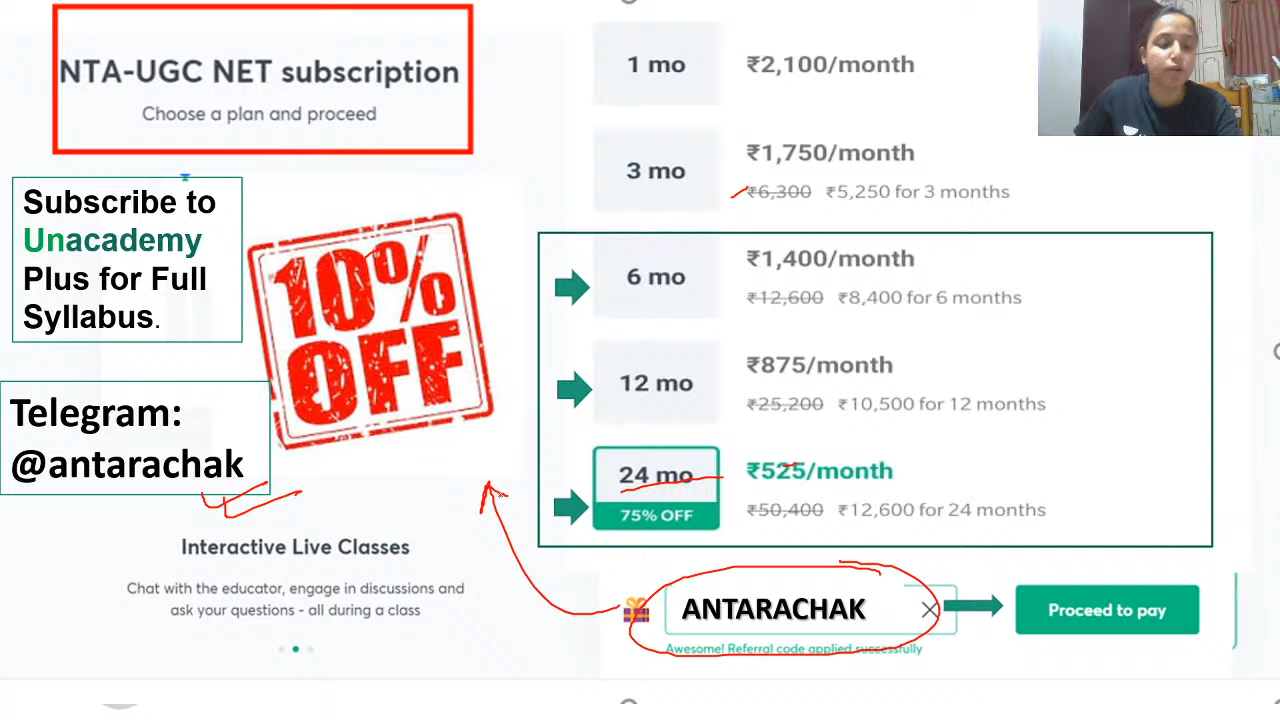 NTA-UGC NET subscription
Choose a plan and proceed
Subscribe to
Unacademy
Plus for Full
Syllabus.
10%
OFF
Telegram:
@antarachak
Interactive Live Classes
Chat with the educator, engage in discussions and
ask your questions - all during a class
1 mo ₹2,100/month
3 mo ₹1,750/month
₹6,300 ₹5,250 for 3 months
6 mo ₹1,400/month
₹12,600 ₹8,400 for 6 months
12 mo ₹875/month
₹25,200 ₹10,500 for 12 months
24 mo ₹525/month
75% OFF ₹50,400 ₹12,600 for 24 months
ANTARACHAK
Proceed to pay
Awesome! Referral code applied successfully